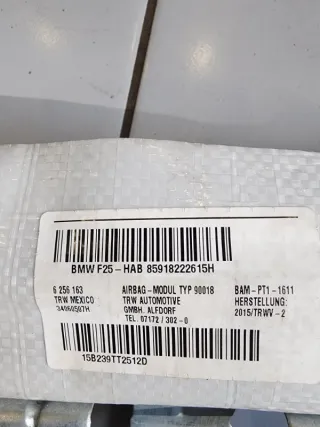 BMW F25-HAB 85918222615H
6 256 163 AIRBAG-MODUL TYP 90018 BAM-PT1-1611
TRW MEXICO TRW AUTOMOTIVE HERSTELLUNG:
34060507H GMBH. ALFDORF 2015/TRWV-2
TEL. 07172/302-0
15B239TT2512D